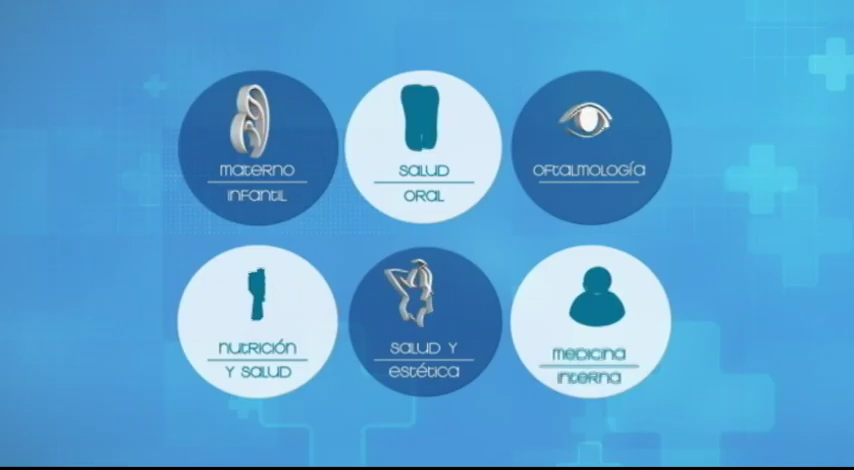 Materno
Infantil
Salud
Oral
Oftalmología
Nutrición
y Salud
Salud y
Estética
Medicina
Interna